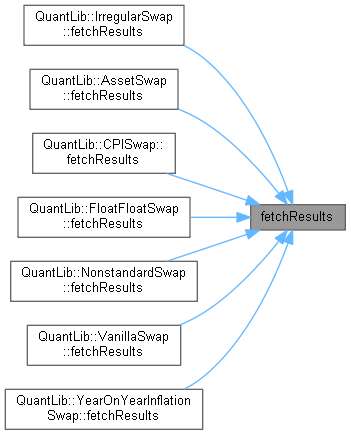 QuantLib::IrregularSwap
::fetchResults
QuantLib::AssetSwap
::fetchResults
QuantLib::CPISwap::
fetchResults
QuantLib::FloatFloatSwap
::fetchResults
fetchResults
QuantLib::NonstandardSwap
::fetchResults
QuantLib::VanillaSwap
::fetchResults
QuantLib::YearOnYearInflation
Swap::fetchResults